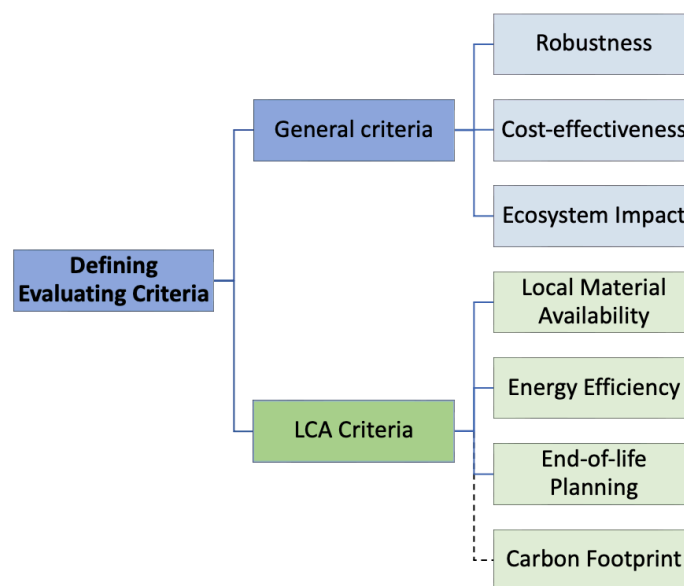 Robustness
General criteria
Cost-effectiveness
Ecosystem Impact
Defining
Evaluating Criteria
Local Material
Availability
Energy Efficiency
LCA Criteria
End-of-life
Planning
Carbon Footprint